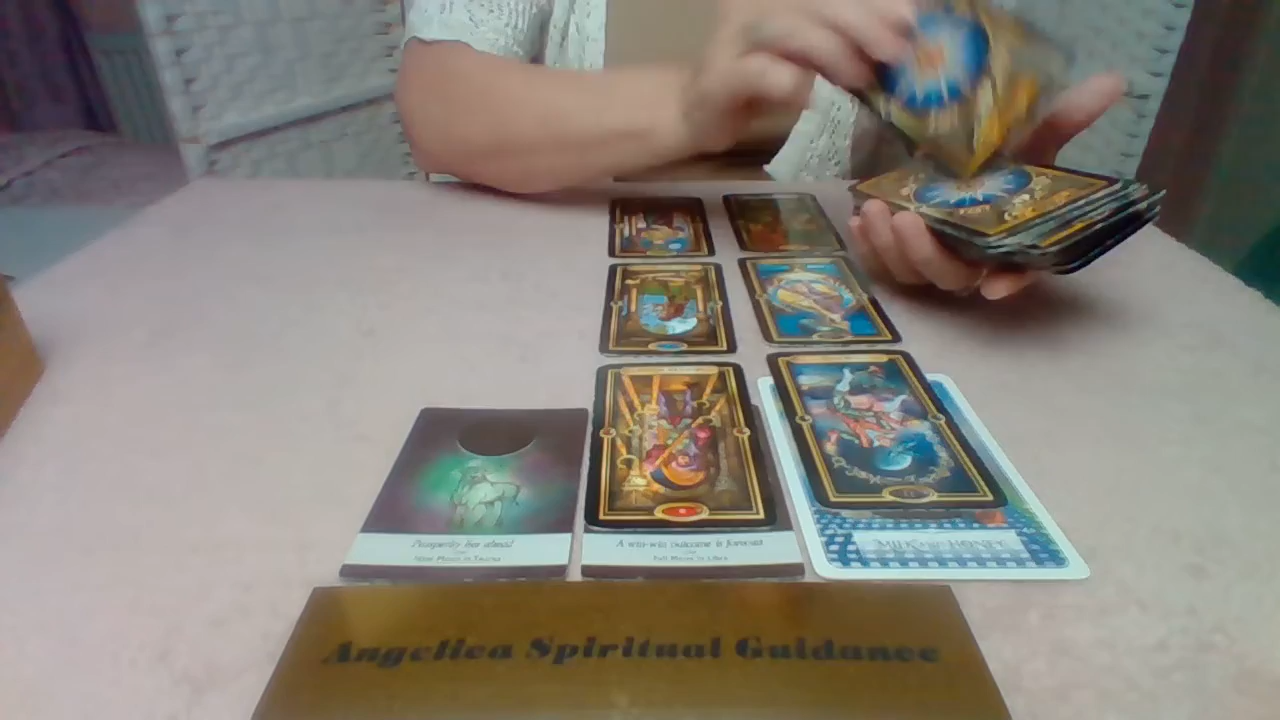 Prosperity lies ahead
New Moon in Taurus
A win-win outcome is forecast
Full Moon in Libra
MILK and HONEY
Angelica Spiritual Guidance